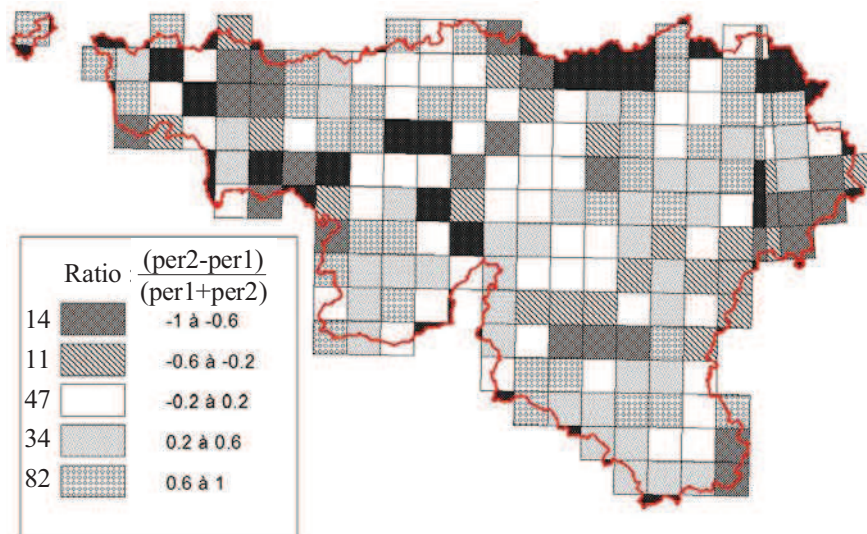 Ratio : (per2-per1)
(per1+per2)
14 -1 à -0.6
11 -0.6 à -0.2
47 -0.2 à 0.2
34 0.2 à 0.6
82 0.6 à 1